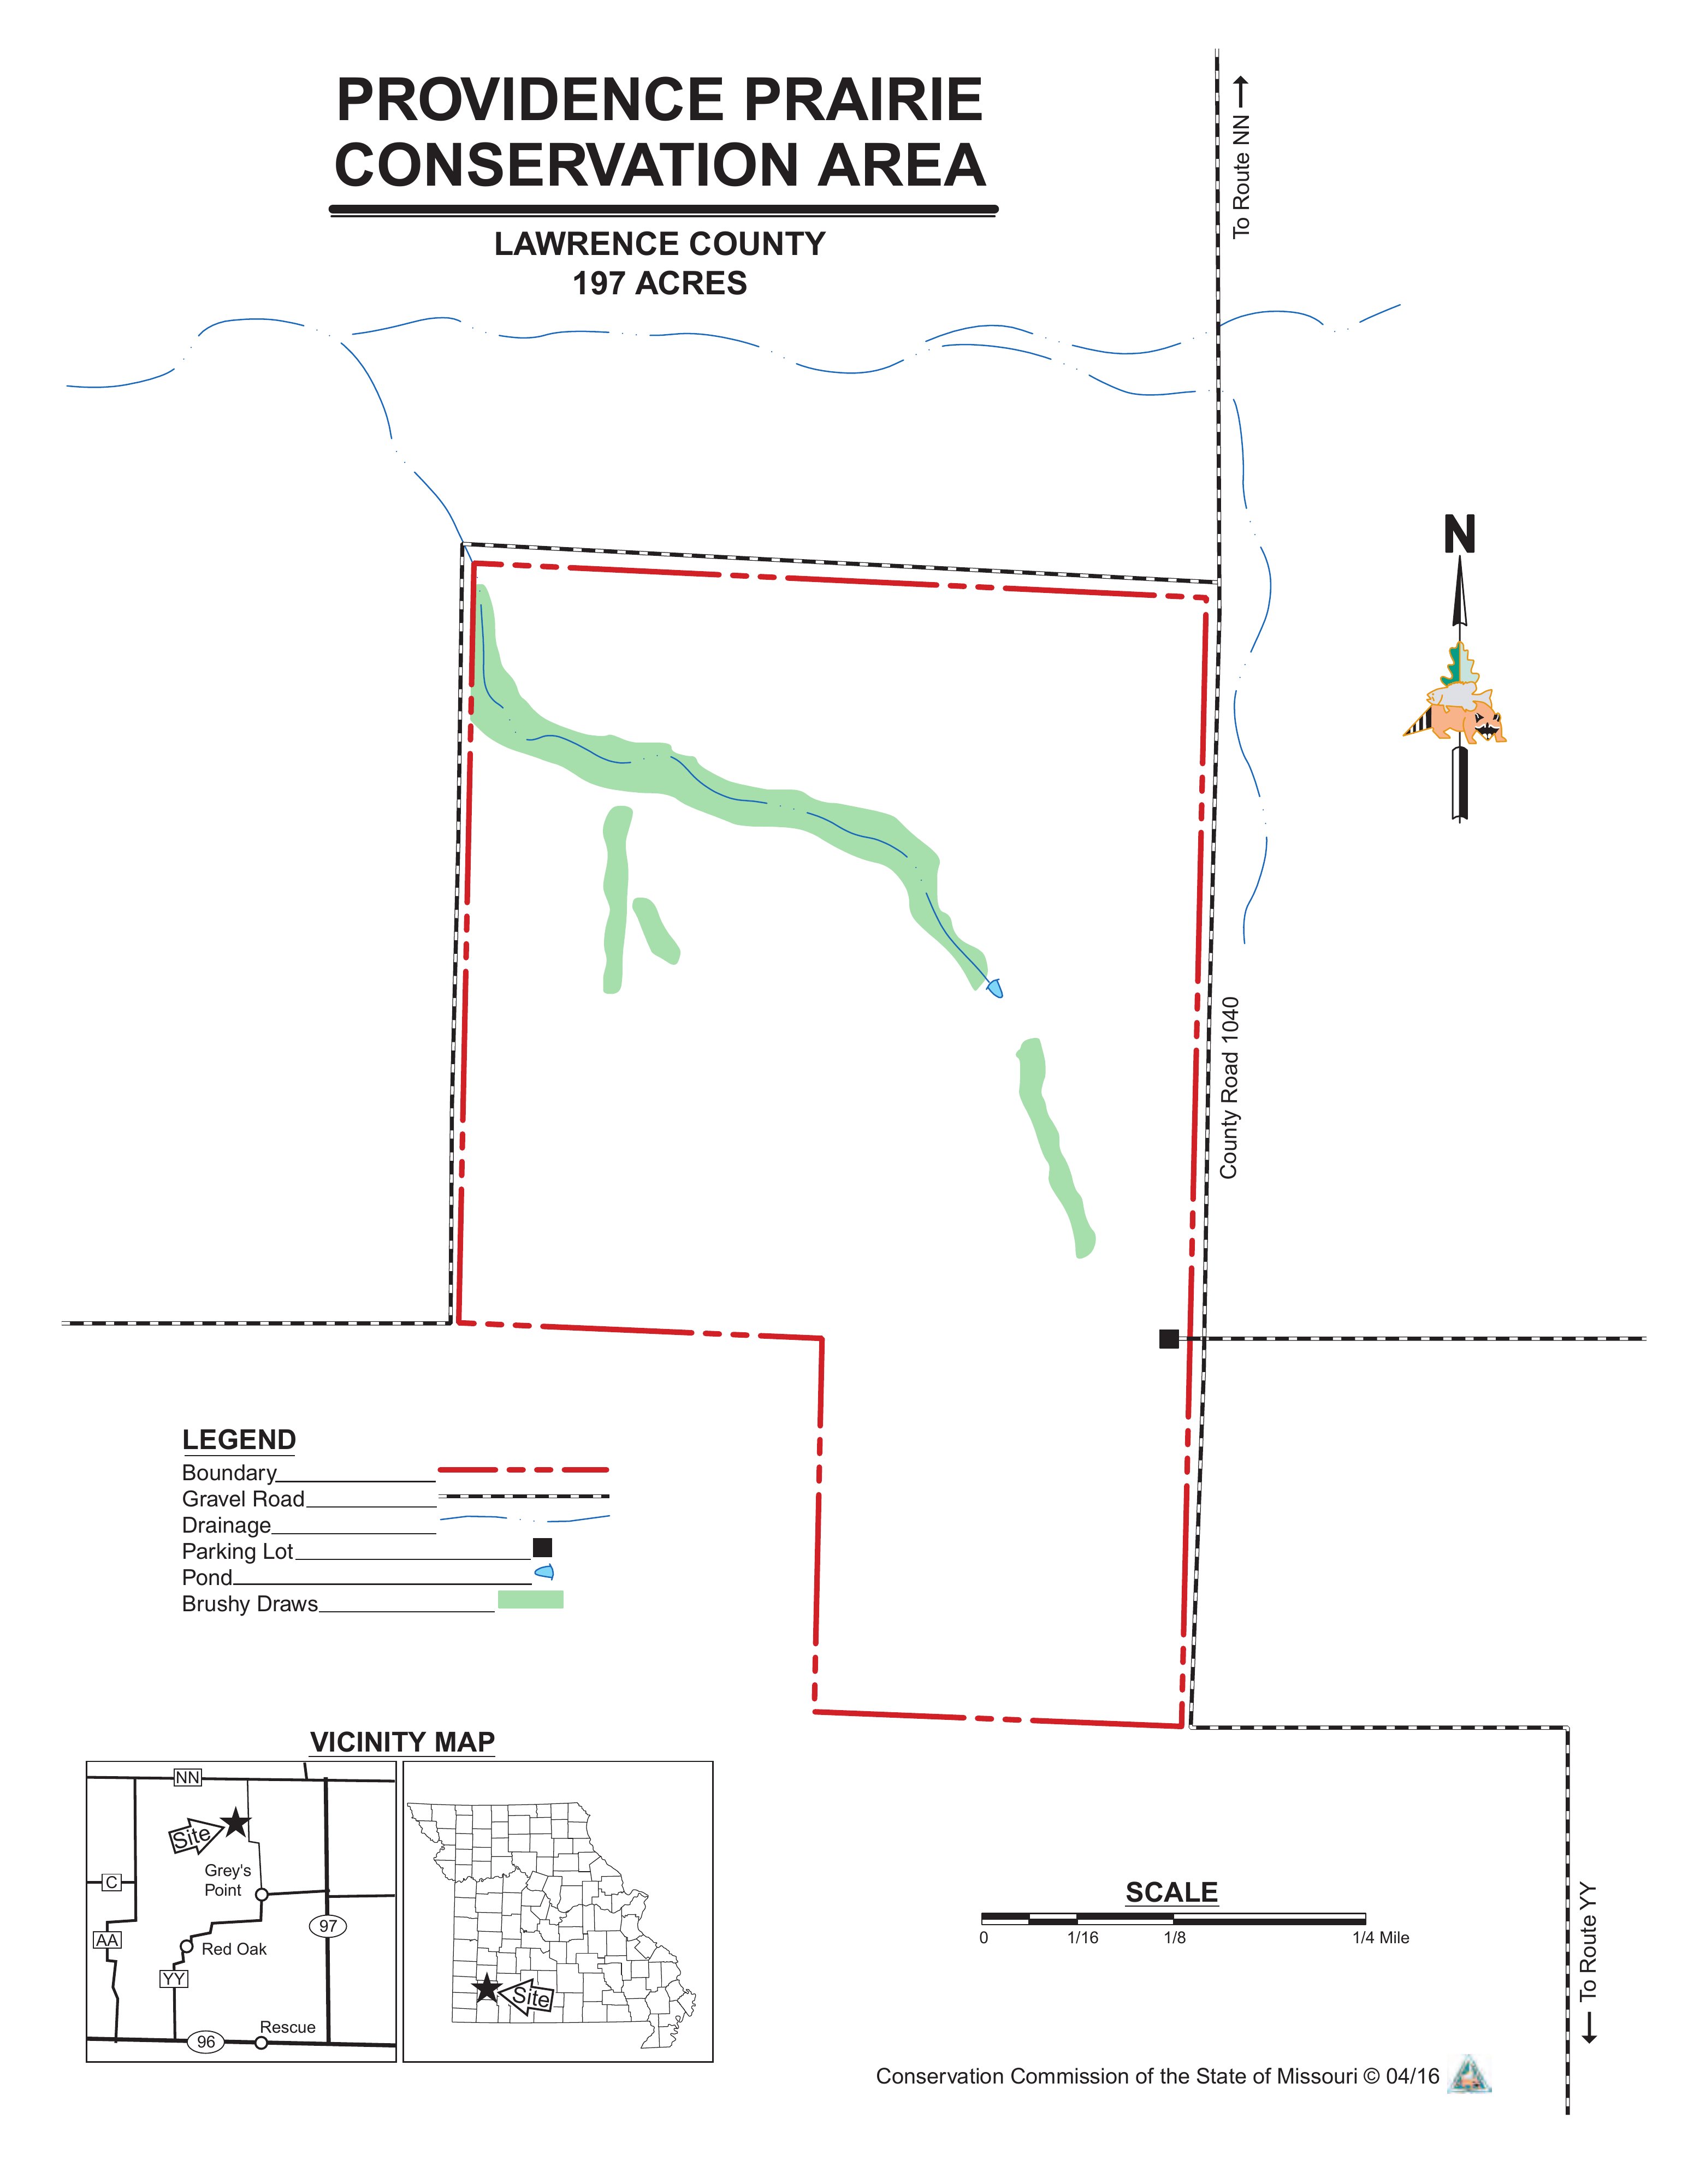 PROVIDENCE PRAIRIE
CONSERVATION AREA
LAWRENCE COUNTY
197 ACRES
To Route NN
N
County Road 1040
LEGEND
Boundary
Gravel Road
Drainage
Parking Lot
Pond
Brushy Draws
VICINITY MAP
NN
Site
Grey's
Point
C
97
AA
Red Oak
YY
Rescue
96
Site
SCALE
0 1/16 1/8 1/4 Mile
To Route YY
Conservation Commission of the State of Missouri © 04/16